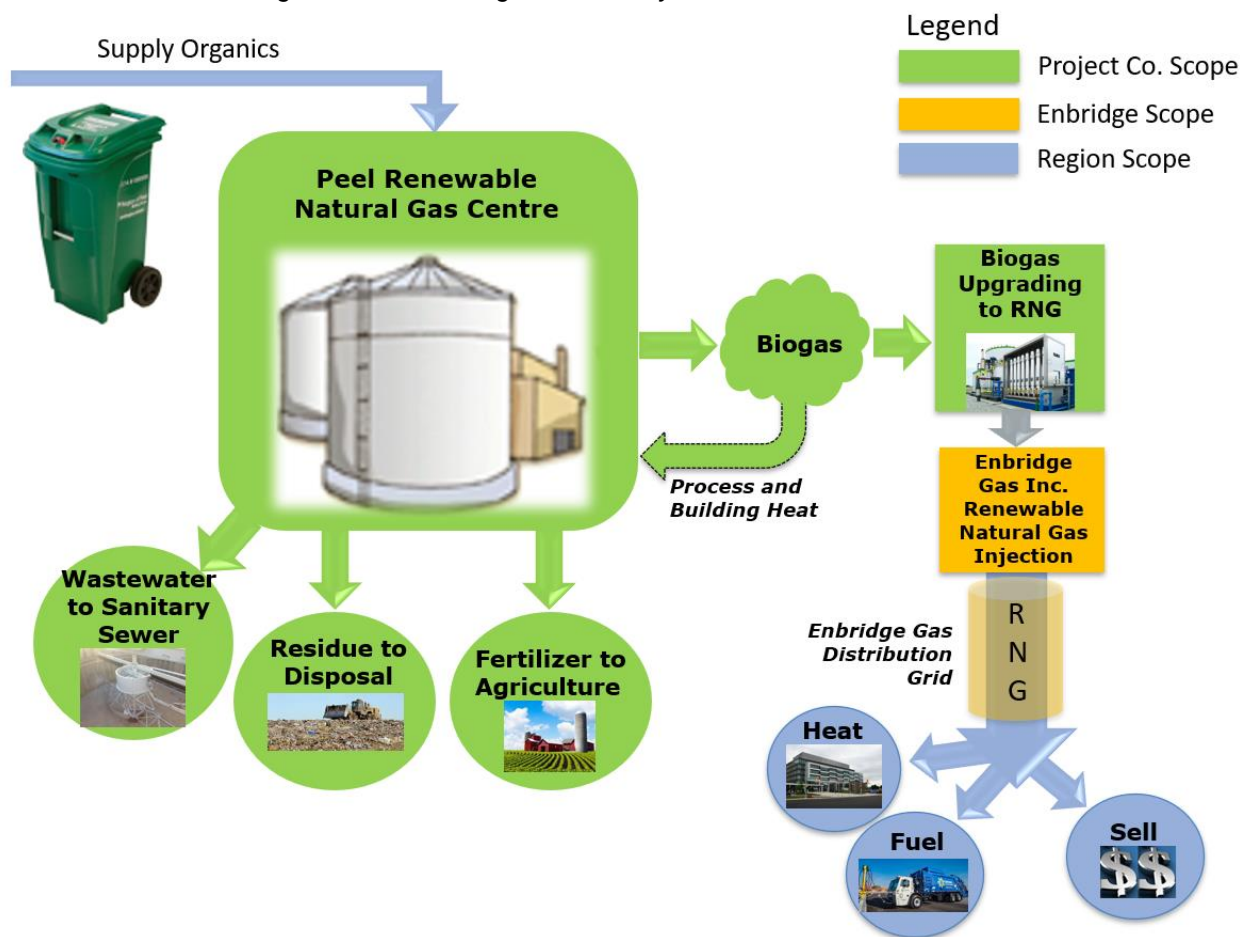 Supply Organics
Legend
Project Co. Scope
Enbridge Scope
Region Scope
Peel Renewable
Natural Gas Centre
Biogas
Biogas
Upgrading
to RNG
Process and
Building Heat
Enbridge
Gas Inc.
Renewable
Natural Gas
Injection
Enbridge Gas
Distribution
Grid
R
N
G
Wastewater
to Sanitary
Sewer
Residue to
Disposal
Fertilizer to
Agriculture
Heat
Fuel
Sell
$$